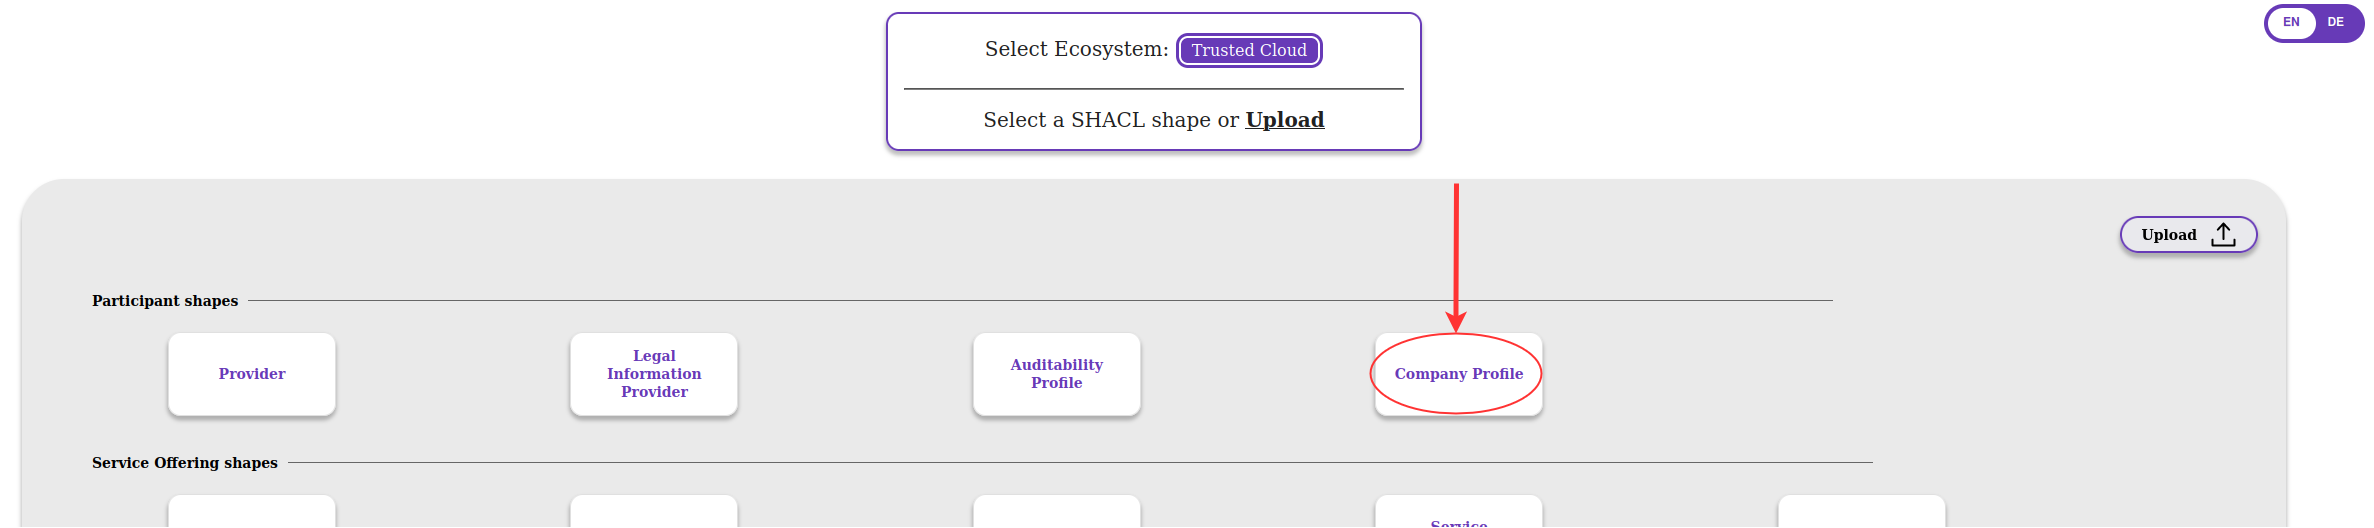 EN DE
Select Ecosystem: Trusted Cloud
Select a SHACL shape or Upload
Upload
Participant shapes
Provider
Legal
Information
Provider
Auditability
Profile
Company Profile
Service Offering shapes
Service